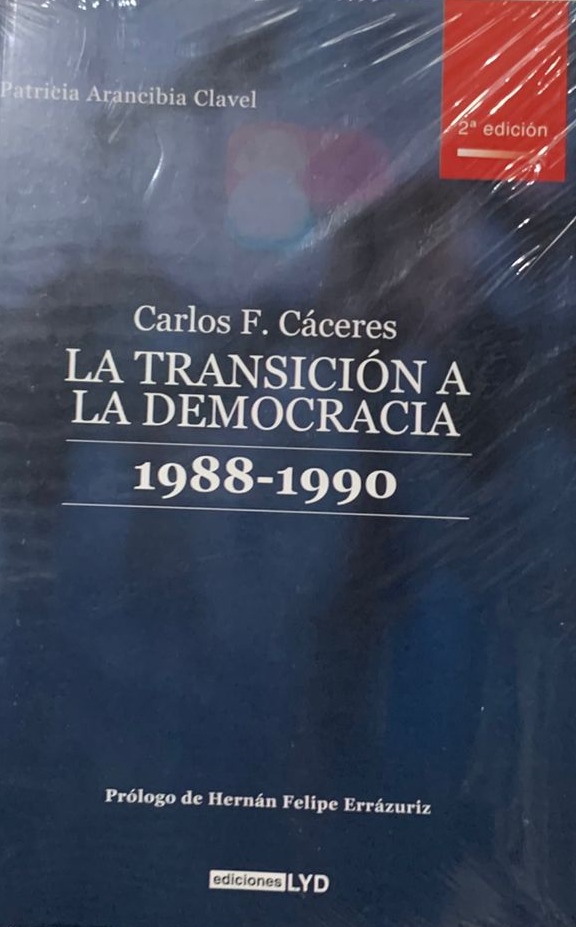 Patricia Arancibia Clavel
2ª edición
Carlos F. Cáceres
LA TRANSICIÓN A
LA DEMOCRACIA
1988-1990
Prólogo de Hernán Felipe Errázuriz
ediciones LYD